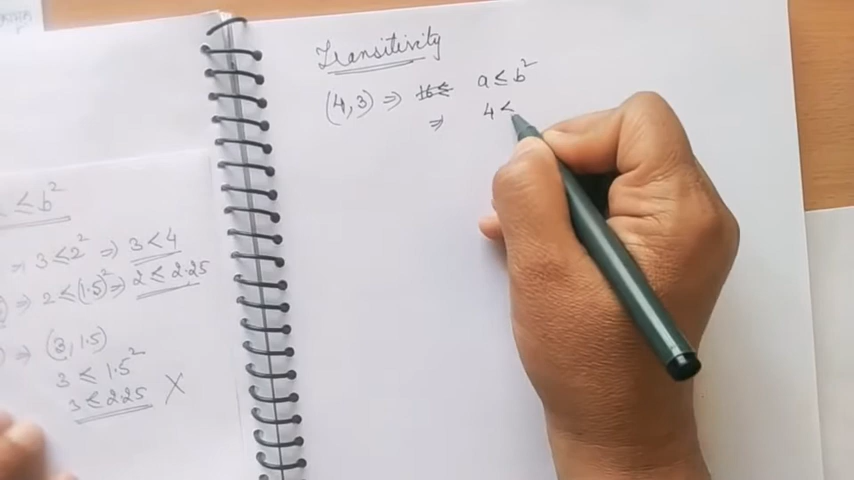 a ≤ b²
⇒ 3 ≤ 2² ⇒ 3 < 4
⇒ 2 ≤ (1.5)² ⇒ 2 ≤ 2.25
⇒ (3, 1.5)
3 ≤ 1.5²
3 ≤ 2.25 X
Transitivity
(4,3) ⇒ 16 ≤ a ≤ b²
⇒ 4 <